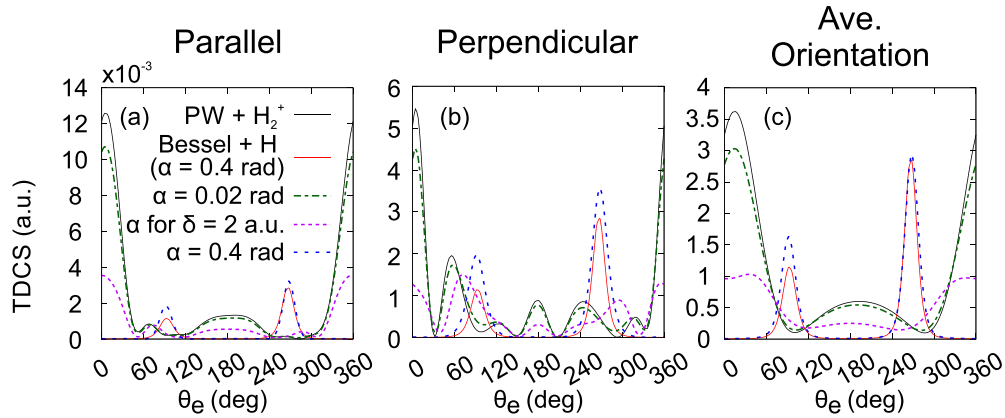 Parallel
Perpendicular
Ave.
Orientation
×10⁻³
TDCS (a.u.)
14
12
10
8
6
4
2
0
(a)
PW + H₂⁺
Bessel + H
(α = 0.4 rad)
α = 0.02 rad
α for δ = 2 a.u.
α = 0.4 rad
0 60 120 180 240 300 360
θe (deg)
6
5
4
3
2
1
0
(b)
0 60 120 180 240 300 360
θe (deg)
4
3.5
3
2.5
2
1.5
1
0.5
0
(c)
0 60 120 180 240 300 360
θe (deg)